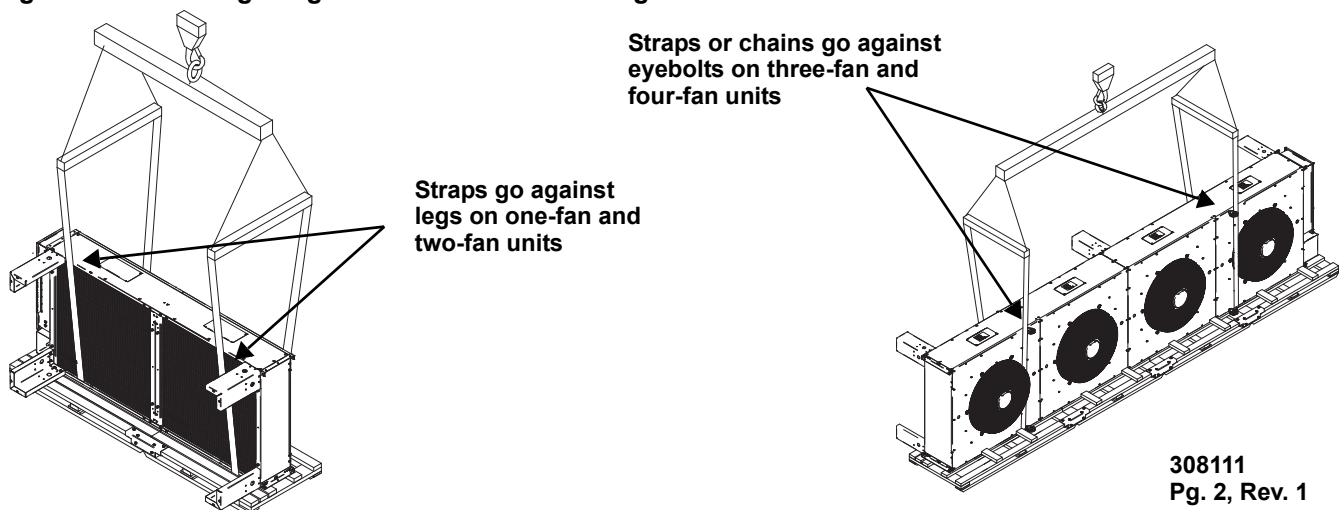 Straps or chains go against
eyebolts on three-fan and
four-fan units
Straps go against
legs on one-fan and
two-fan units
308111
Pg. 2, Rev. 1